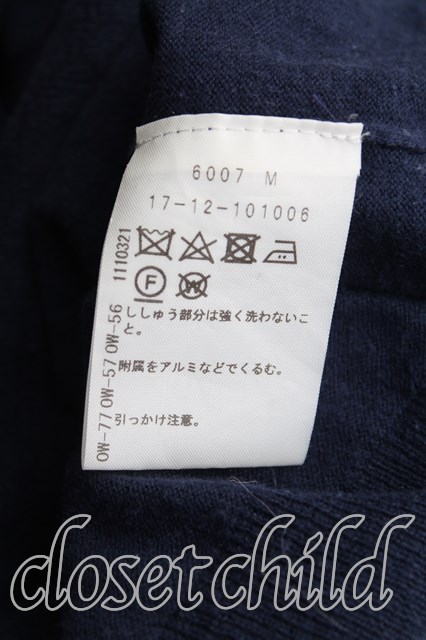 6007 M
17-12-101006
1110321
F
W
OW-77 OW-57 OW-56
ししゅう部分は強く洗わないこ
と。
附属をアルミなどでくるむ。
引っかけ注意。
closet child